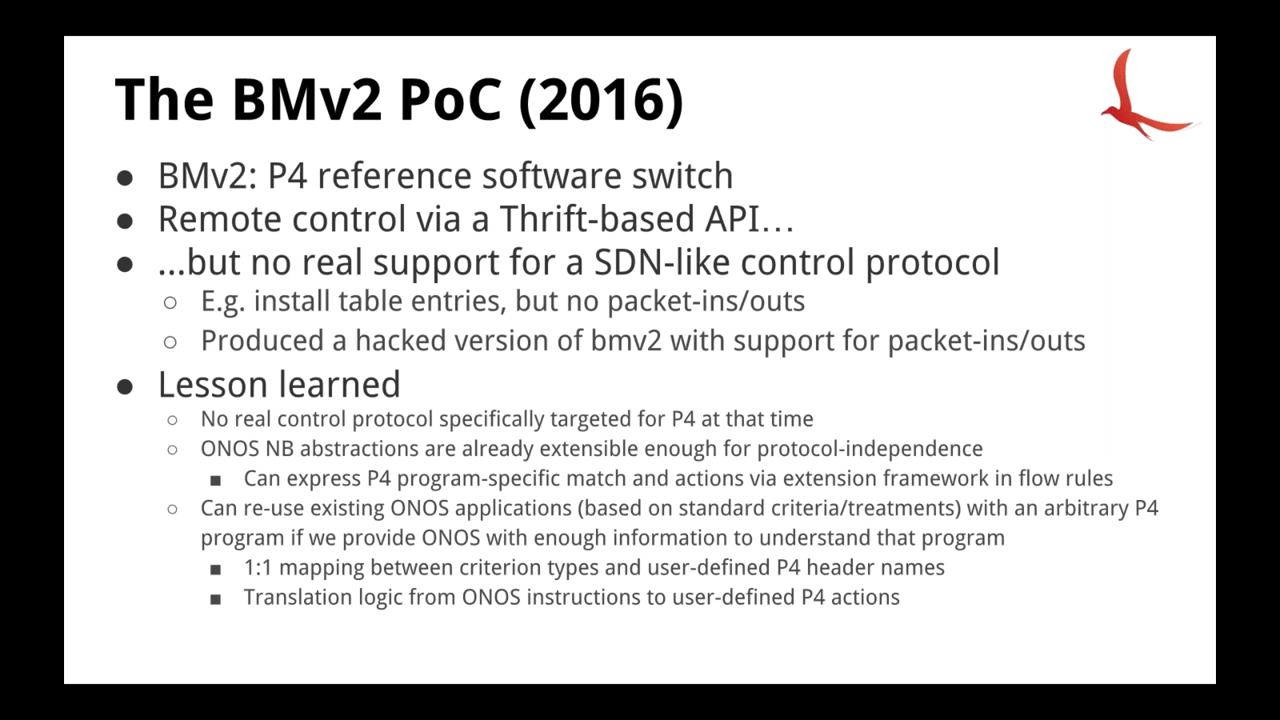 The BMv2 PoC (2016)
● BMv2: P4 reference software switch
● Remote control via a Thrift-based API…
● …but no real support for a SDN-like control protocol
○ E.g. install table entries, but no packet-ins/outs
○ Produced a hacked version of bmv2 with support for packet-ins/outs
● Lesson learned
○ No real control protocol specifically targeted for P4 at that time
○ ONOS NB abstractions are already extensible enough for protocol-independence
■ Can express P4 program-specific match and actions via extension framework in flow rules
○ Can re-use existing ONOS applications (based on standard criteria/treatments) with an arbitrary P4
program if we provide ONOS with enough information to understand that program
■ 1:1 mapping between criterion types and user-defined P4 header names
■ Translation logic from ONOS instructions to user-defined P4 actions